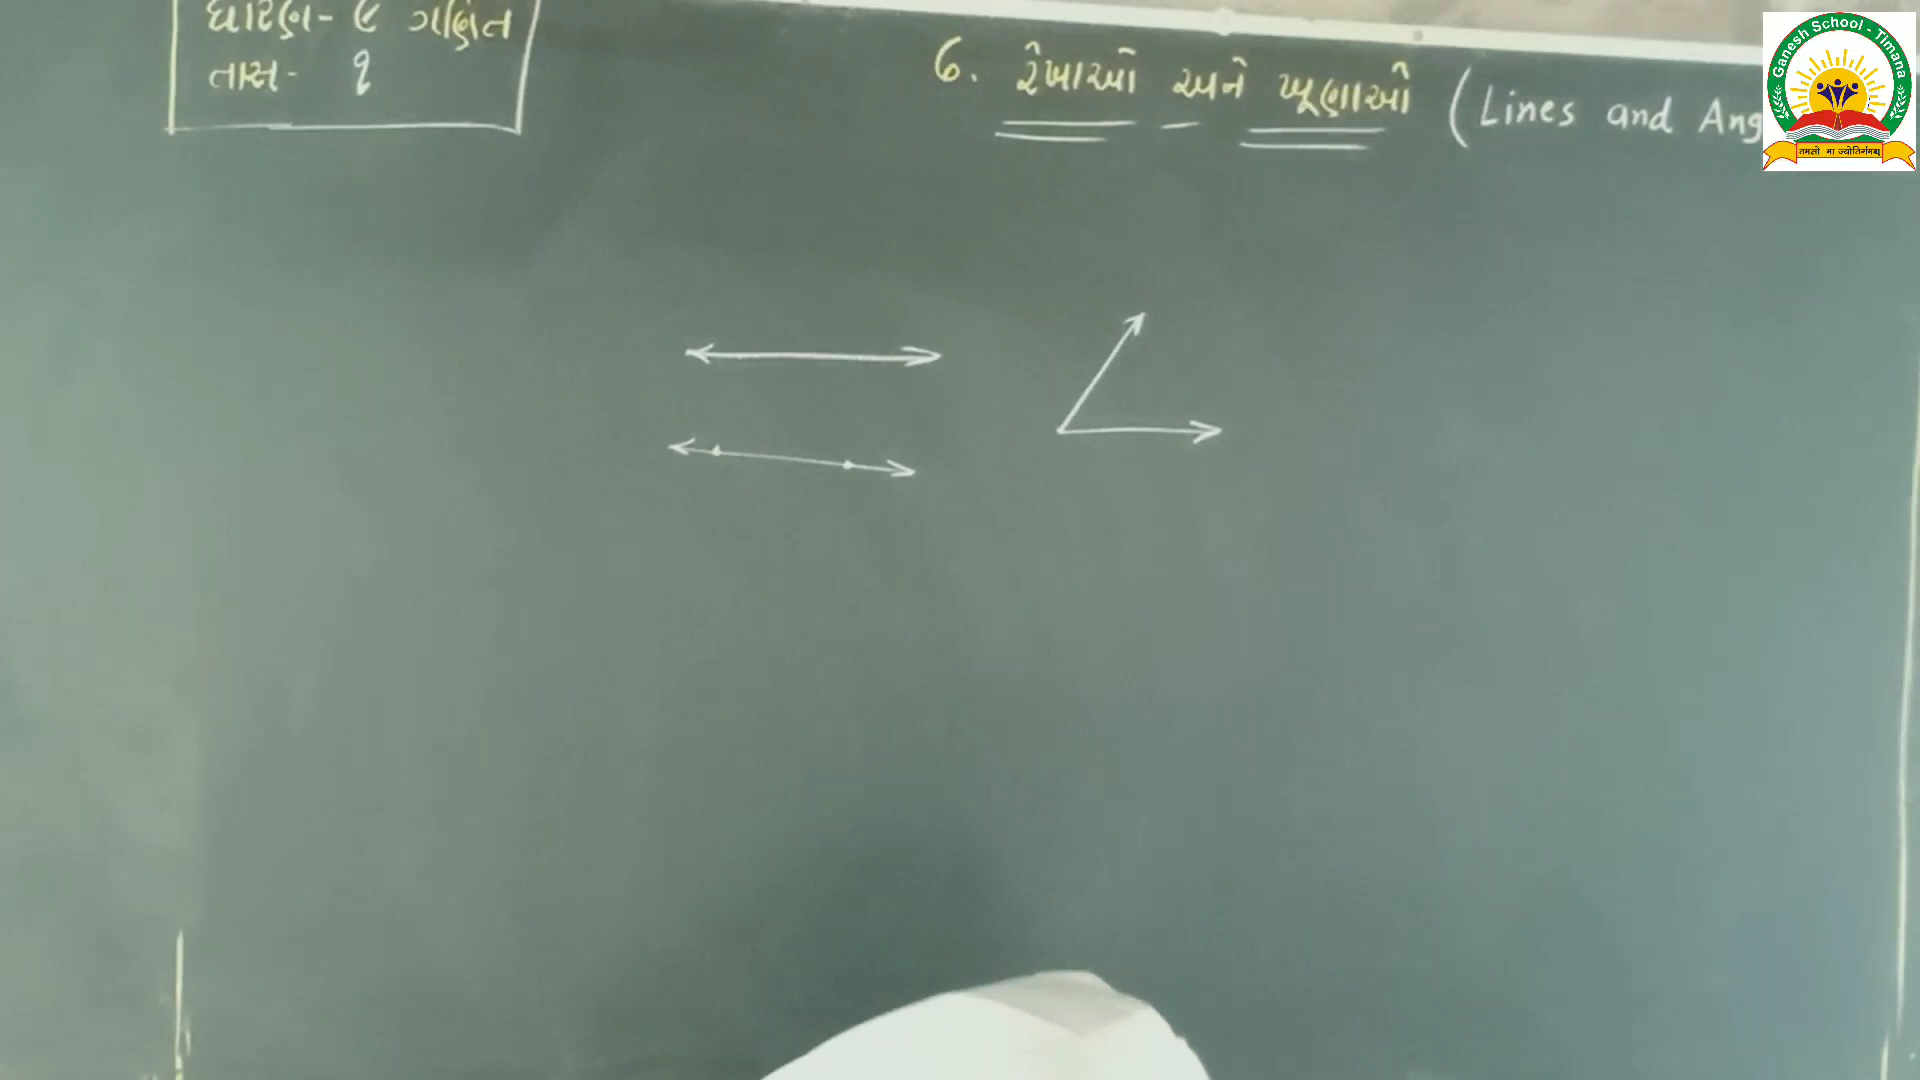 ધોરણ- ૯ ગણિત
તાસ- ૧
6. રેખાઓ અને ખૂણાઓ (Lines and Ang
Ganesh School - Timana
तमसो मा ज्योतिर्गमय